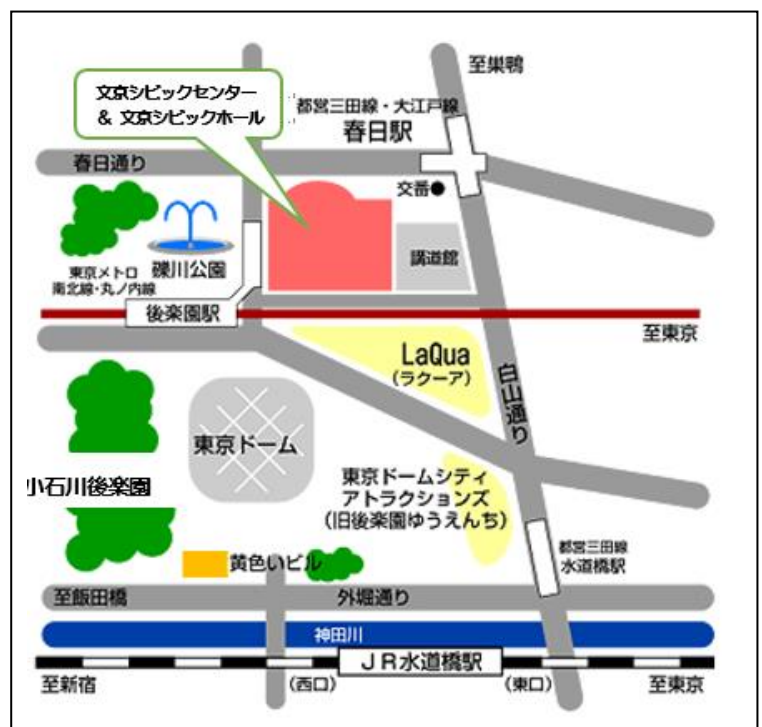 至巣鴨
文京シビックセンター
& 文京シビックホール
都営三田線・大江戸線
春日駅
春日通り
交番
東京メトロ
南北線・丸ノ内線
礫川公園
講道館
後楽園駅
至東京
LaQua
(ラクーア)
白山通り
東京ドーム
小石川後楽園
東京ドームシティ
アトラクションズ
(旧後楽園ゆうえんち)
都営三田線
水道橋駅
黄色いビル
至飯田橋
外堀通り
神田川
JR水道橋駅
至新宿
(西口)
(東口)
至東京